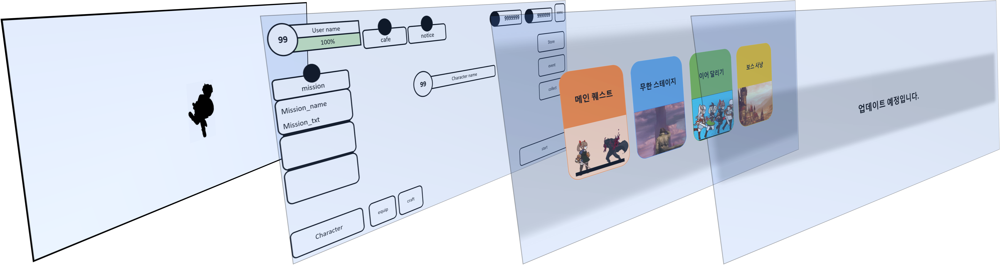 99
User name
100%
cafe
notice
9999999
9999999
MANU
mission
Mission_name
Mission_txt
99
Character name
Store
event
collect
start
Character
equip
craft
메인 퀘스트
무한 스테이지
이어 달리기
보스 사냥
업데이트 예정입니다.